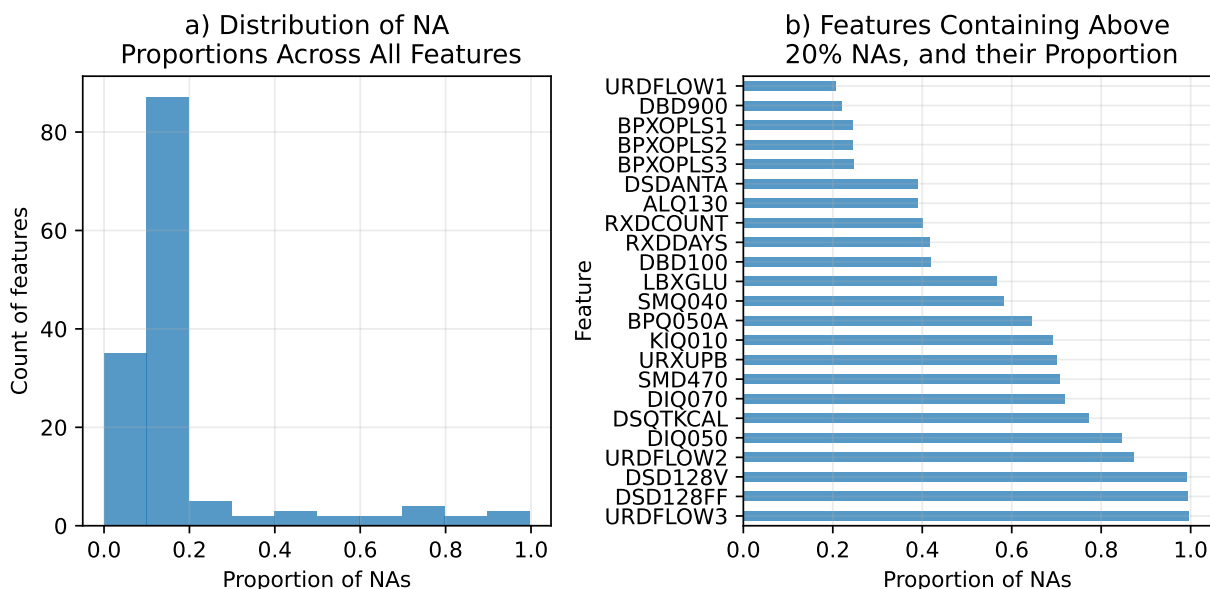 a) Distribution of NA
Proportions Across All Features
Count of features
80
60
40
20
0
0.0 0.2 0.4 0.6 0.8 1.0
Proportion of NAs
b) Features Containing Above
20% NAs, and their Proportion
Feature
URDFLOW1
DBD900
BPXOPLS1
BPXOPLS2
BPXOPLS3
DSDANTA
ALQ130
RXDCOUNT
RXDDAYS
DBD100
LBXGLU
SMQ040
BPQ050A
KIQ010
URXUPB
SMD470
DIQ070
DSQTKCAL
DIQ050
URDFLOW2
DSD128V
DSD128FF
URDFLOW3
0.0 0.2 0.4 0.6 0.8 1.0
Proportion of NAs